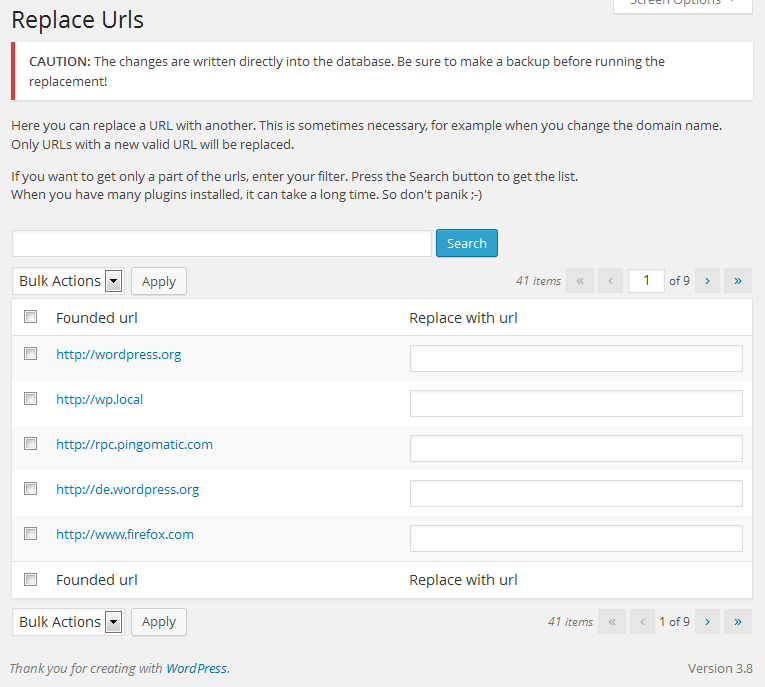 Screen Options
Replace Urls
CAUTION: The changes are written directly into the database. Be sure to make a backup before running the
replacement!
Here you can replace a URL with another. This is sometimes necessary, for example when you change the domain name.
Only URLs with a new valid URL will be replaced.
If you want to get only a part of the urls, enter your filter. Press the Search button to get the list.
When you have many plugins installed, it can take a long time. So don't panik ;-)
Search
Bulk Actions Apply 41 items « ‹ 1 of 9 › »
Founded url Replace with url
http://wordpress.org
http://wp.local
http://rpc.pingomatic.com
http://de.wordpress.org
http://www.firefox.com
Founded url Replace with url
Bulk Actions Apply 41 items « ‹ 1 of 9 › »
Thank you for creating with WordPress. Version 3.8